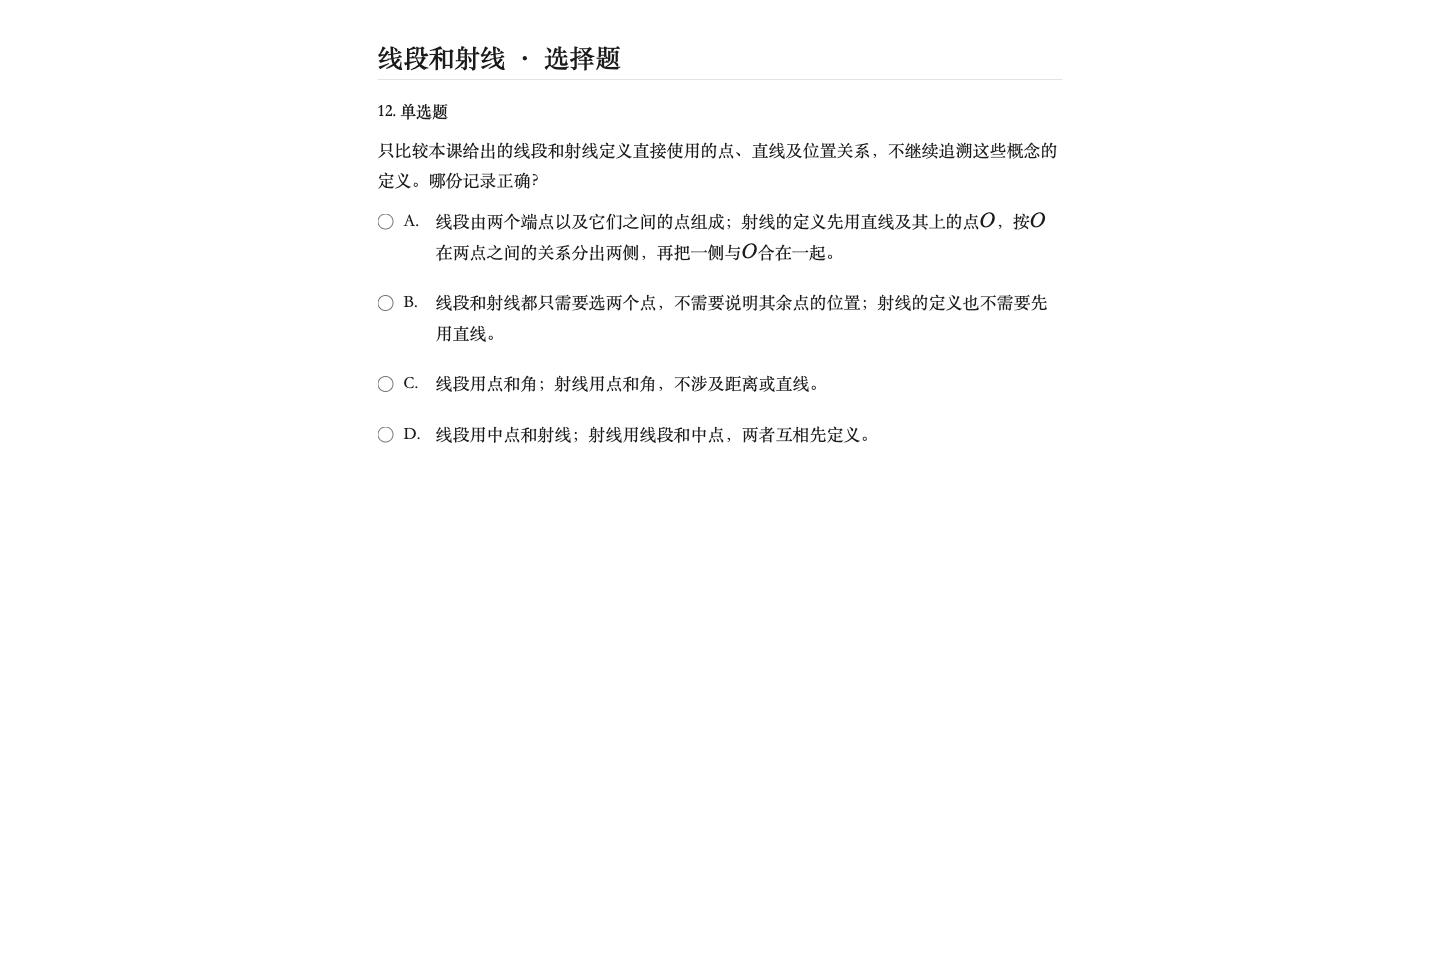 线段和射线 · 选择题
12. 单选题
只比较本课给出的线段和射线定义直接使用的点、直线及位置关系，不继续追溯这些概念的
定义。哪份记录正确?
A. 线段由两个端点以及它们之间的点组成；射线的定义先用直线及其上的点O，按O
在两点之间的关系分出两侧，再把一侧与O合在一起。
B. 线段和射线都只需要选两个点，不需要说明其余点的位置；射线的定义也不需要先
用直线。
C. 线段用点和角；射线用点和角，不涉及距离或直线。
D. 线段用中点和射线；射线用线段和中点，两者互相先定义。